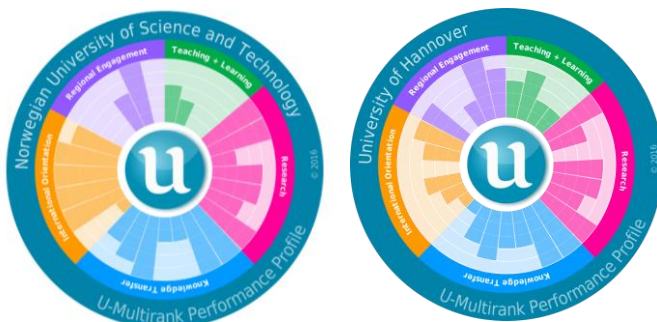 Norwegian University of Science and Technology
Regional Engagement
Teaching + Learning
Research
Knowledge Transfer
International Orientation
u
© 2016
U-Multirank Performance Profile
University of Hannover
Regional Engagement
Teaching + Learning
Research
Knowledge Transfer
International Orientation
u
© 2016
U-Multirank Performance Profile